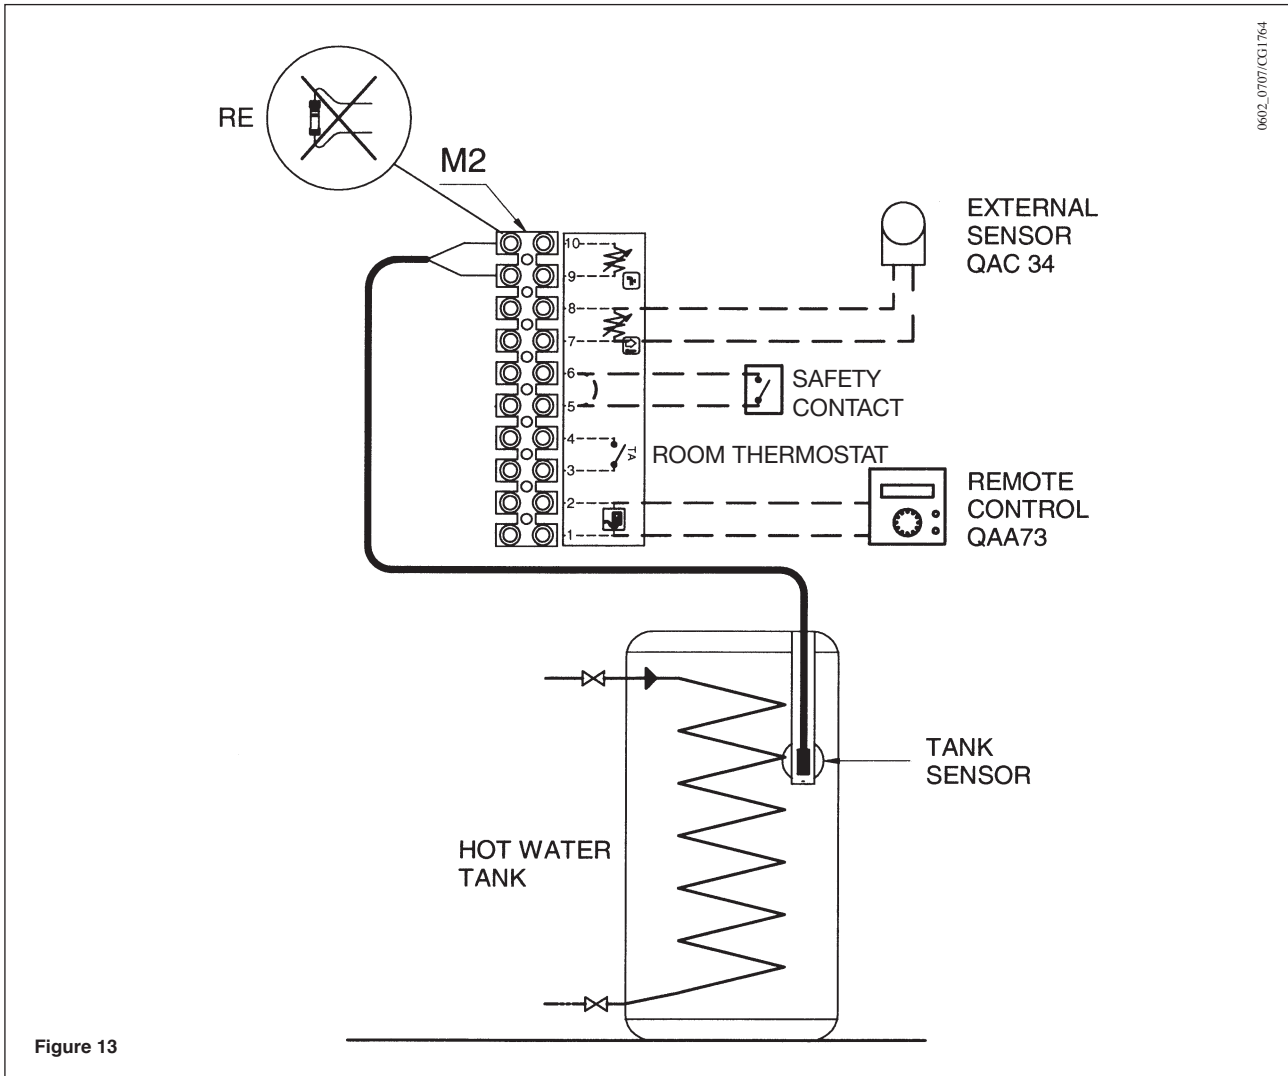 0602_0707/CG1764
RE
M2
EXTERNAL
SENSOR
QAC 34
10
9
8
7
6
5
4
3
2
1
SAFETY
CONTACT
TA
ROOM THERMOSTAT
REMOTE
CONTROL
QAA73
TANK
SENSOR
HOT WATER
TANK
Figure 13